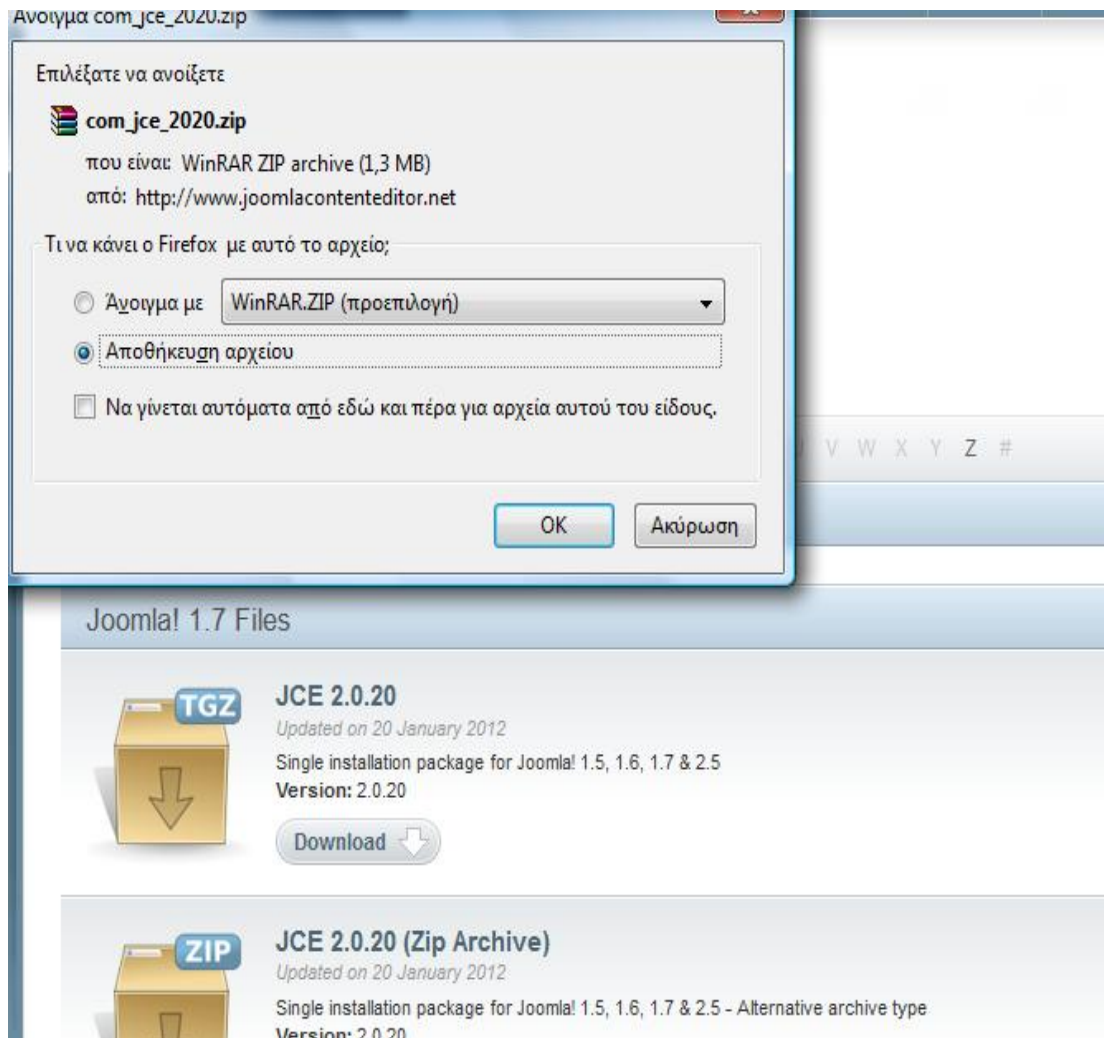 Άνοιγμα com_jce_2020.zip
Επιλέξατε να ανοίξετε
com_jce_2020.zip
που είναι: WinRAR ZIP archive (1,3 MB)
από: http://www.joomlacontenteditor.net
Τι να κάνει ο Firefox με αυτό το αρχείο;
Άνοιγμα με WinRAR.ZIP (προεπιλογή)
Αποθήκευση αρχείου
Να γίνεται αυτόματα από εδώ και πέρα για αρχεία αυτού του είδους.
OK Ακύρωση
V W X Y Z #
Joomla! 1.7 Files
TGZ
JCE 2.0.20
Updated on 20 January 2012
Single installation package for Joomla! 1.5, 1.6, 1.7 & 2.5
Version: 2.0.20
Download
ZIP
JCE 2.0.20 (Zip Archive)
Updated on 20 January 2012
Single installation package for Joomla! 1.5, 1.6, 1.7 & 2.5 - Alternative archive type
Version: 2.0.20